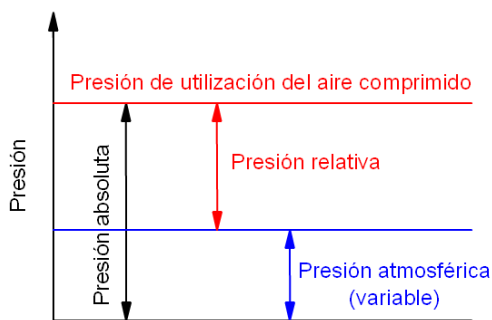 Presión de utilización del aire comprimido
Presión
Presión absoluta
Presión relativa
Presión atmosférica
(variable)